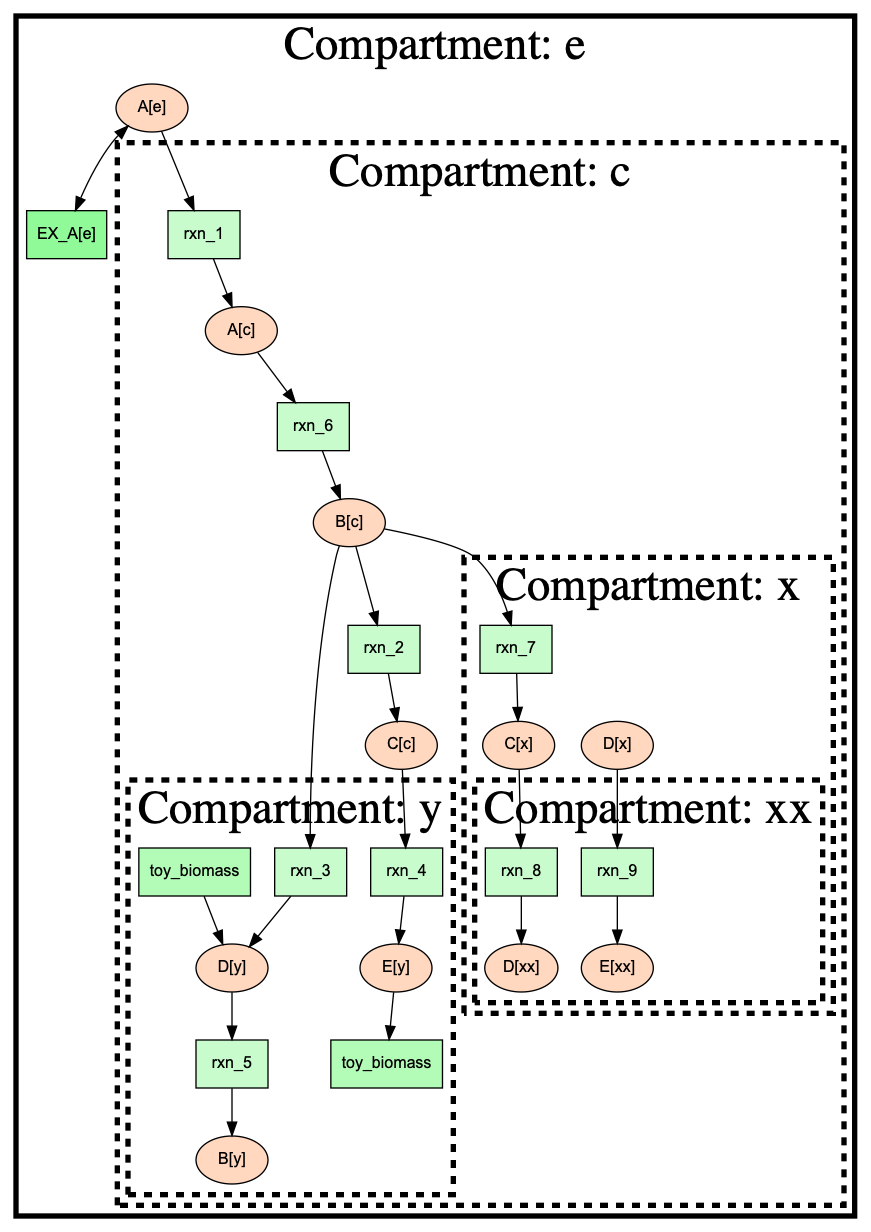 Compartment: e
A[e]
Compartment: c
EX_A[e]
rxn_1
A[c]
rxn_6
B[c]
Compartment: x
rxn_2
rxn_7
C[c]
C[x]
D[x]
Compartment: y
Compartment: xx
toy_biomass
rxn_3
rxn_4
rxn_8
rxn_9
D[y]
E[y]
D[xx]
E[xx]
rxn_5
toy_biomass
B[y]